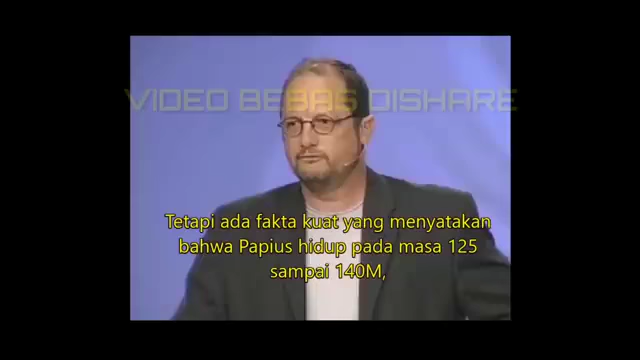 VIDEO BEBAS DISHARE
Tetapi ada fakta kuat yang menyatakan
bahwa Papius hidup pada masa 125
sampai 140M,